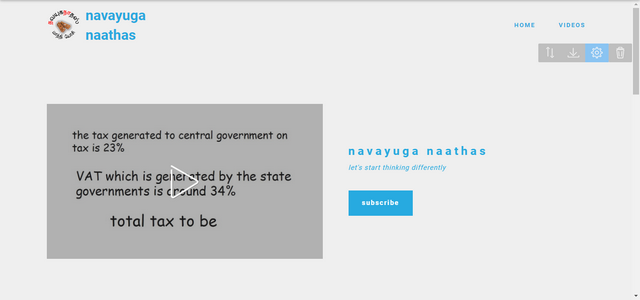 navayuga
naathas
HOME VIDEOS
the tax generated to central government on
tax is 23%
VAT which is generated by the state
governments is around 34%
total tax to be
navayuga naathas
let's start thinking differently
subscribe